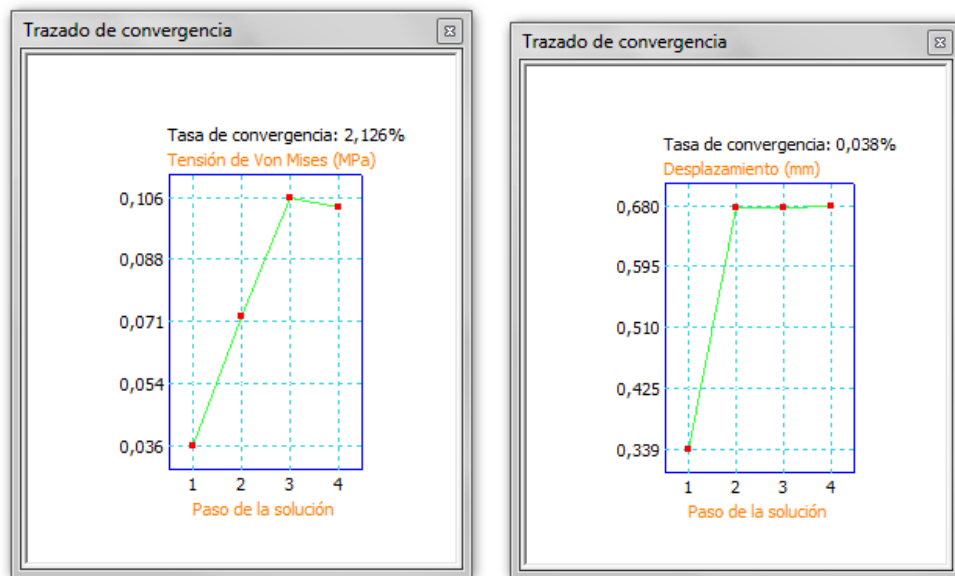 Trazado de convergencia
Tasa de convergencia: 2,126%
Tensión de Von Mises (MPa)
0,106
0,088
0,071
0,054
0,036
1 2 3 4
Paso de la solución
Trazado de convergencia
Tasa de convergencia: 0,038%
Desplazamiento (mm)
0,680
0,595
0,510
0,425
0,339
1 2 3 4
Paso de la solución